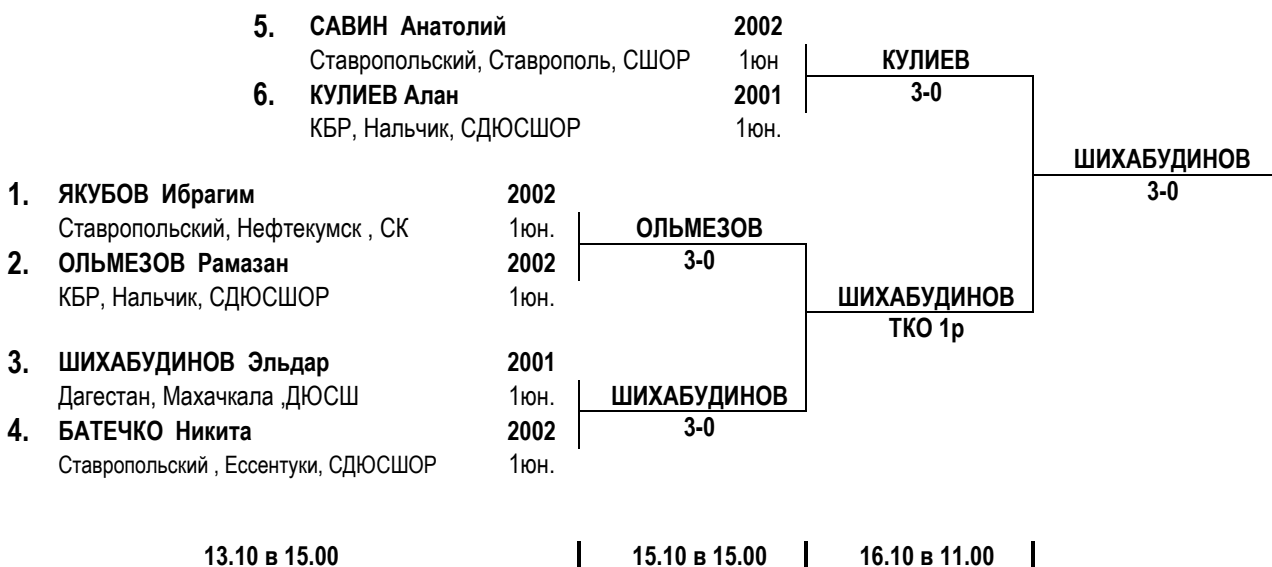 5. САВИН Анатолий 2002
Ставропольский, Ставрополь, СШОР 1юн
КУЛИЕВ
6. КУЛИЕВ Алан 2001
3-0
КБР, Нальчик, СДЮСШОР 1юн.
ШИХАБУДИНОВ
3-0
1. ЯКУБОВ Ибрагим 2002
Ставропольский, Нефтекумск , СК 1юн.
ОЛЬМЕЗОВ
2. ОЛЬМЕЗОВ Рамазан 2002
3-0
КБР, Нальчик, СДЮСШОР 1юн.
ШИХАБУДИНОВ
ТКО 1р
3. ШИХАБУДИНОВ Эльдар 2001
Дагестан, Махачкала ,ДЮСШ 1юн.
ШИХАБУДИНОВ
4. БАТЕЧКО Никита 2002
3-0
Ставропольский , Ессентуки, СДЮСШОР 1юн.
13.10 в 15.00 15.10 в 15.00 16.10 в 11.00